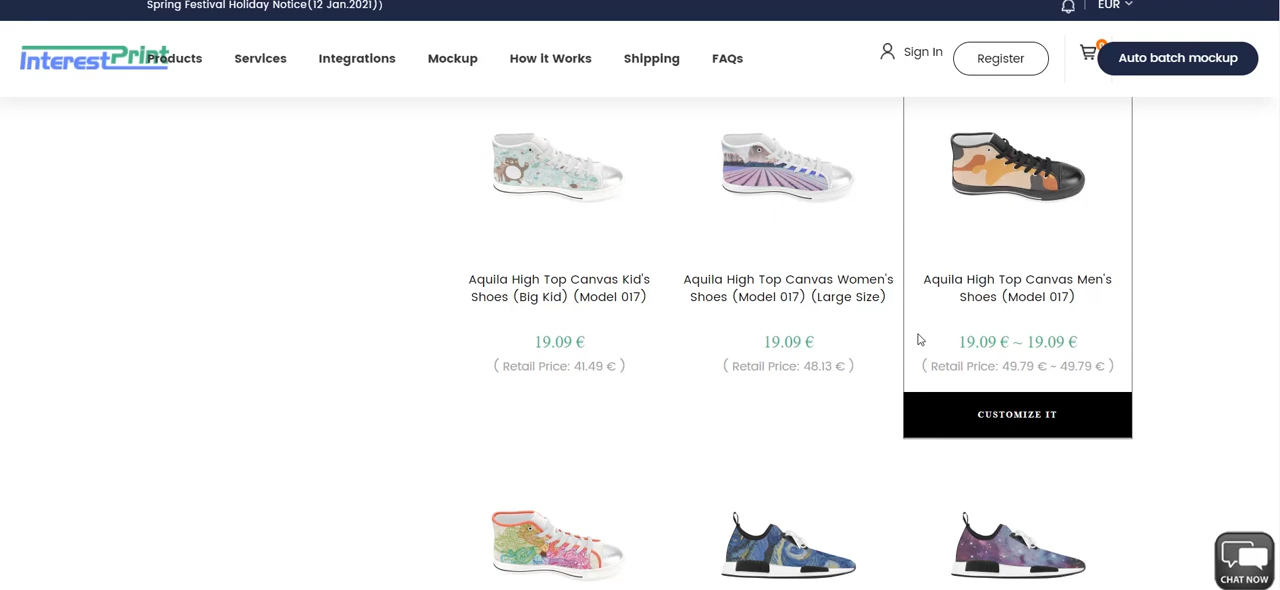 Spring Festival Holiday Notice(12 Jan.2021))
EUR
InterestPrint
Products
Services
Integrations
Mockup
How it Works
Shipping
FAQs
Sign In
Register
Auto batch mockup
Aquila High Top Canvas Kid's
Shoes (Big Kid) (Model 017)
19.09 €
( Retail Price: 41.49 € )
Aquila High Top Canvas Women's
Shoes (Model 017) (Large Size)
19.09 €
( Retail Price: 48.13 € )
Aquila High Top Canvas Men's
Shoes (Model 017)
19.09 € ~ 19.09 €
( Retail Price: 49.79 € ~ 49.79 € )
CUSTOMIZE IT
CHAT NOW